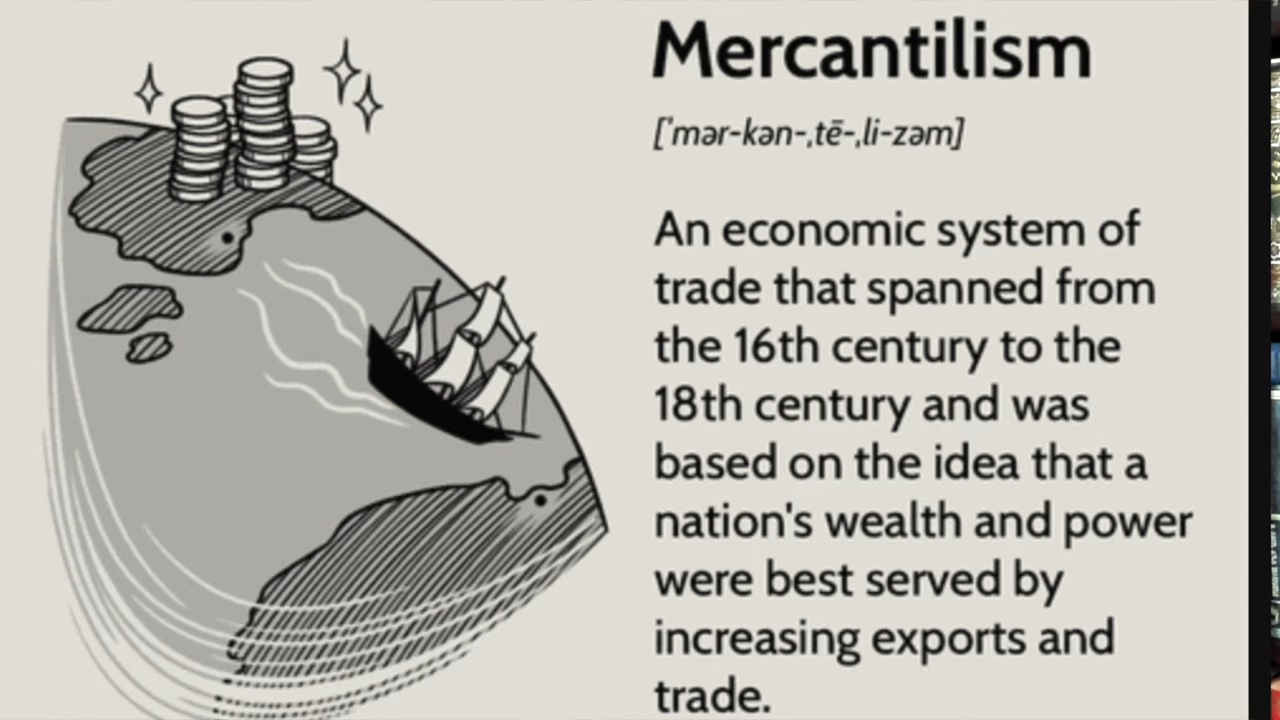 Mercantilism
[ˈmər-kən-ˌtē-ˌli-zəm]
An economic system of
trade that spanned from
the 16th century to the
18th century and was
based on the idea that a
nation's wealth and power
were best served by
increasing exports and
trade.